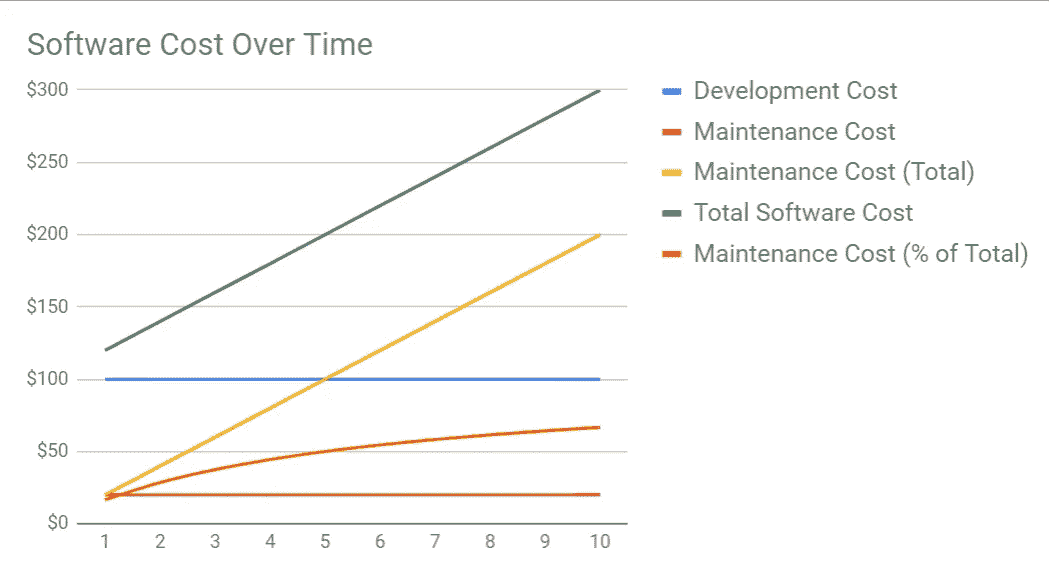 Software Cost Over Time
$300
$250
$200
$150
$100
$50
$0
1 2 3 4 5 6 7 8 9 10
Development Cost
Maintenance Cost
Maintenance Cost (Total)
Total Software Cost
Maintenance Cost (% of Total)